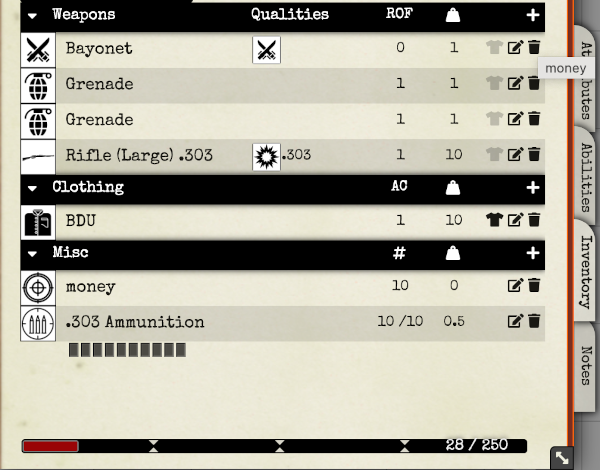 Weapons Qualities ROF
Bayonet 0 1
money
Grenade 1 1
Grenade 1 1
Rifle (Large) .303 .303 1 10
Clothing AC
BDU 1 10
Misc #
money 10 0
.303 Ammunition 10 /10 0.5
28 / 250
Abilities
Inventory
Notes